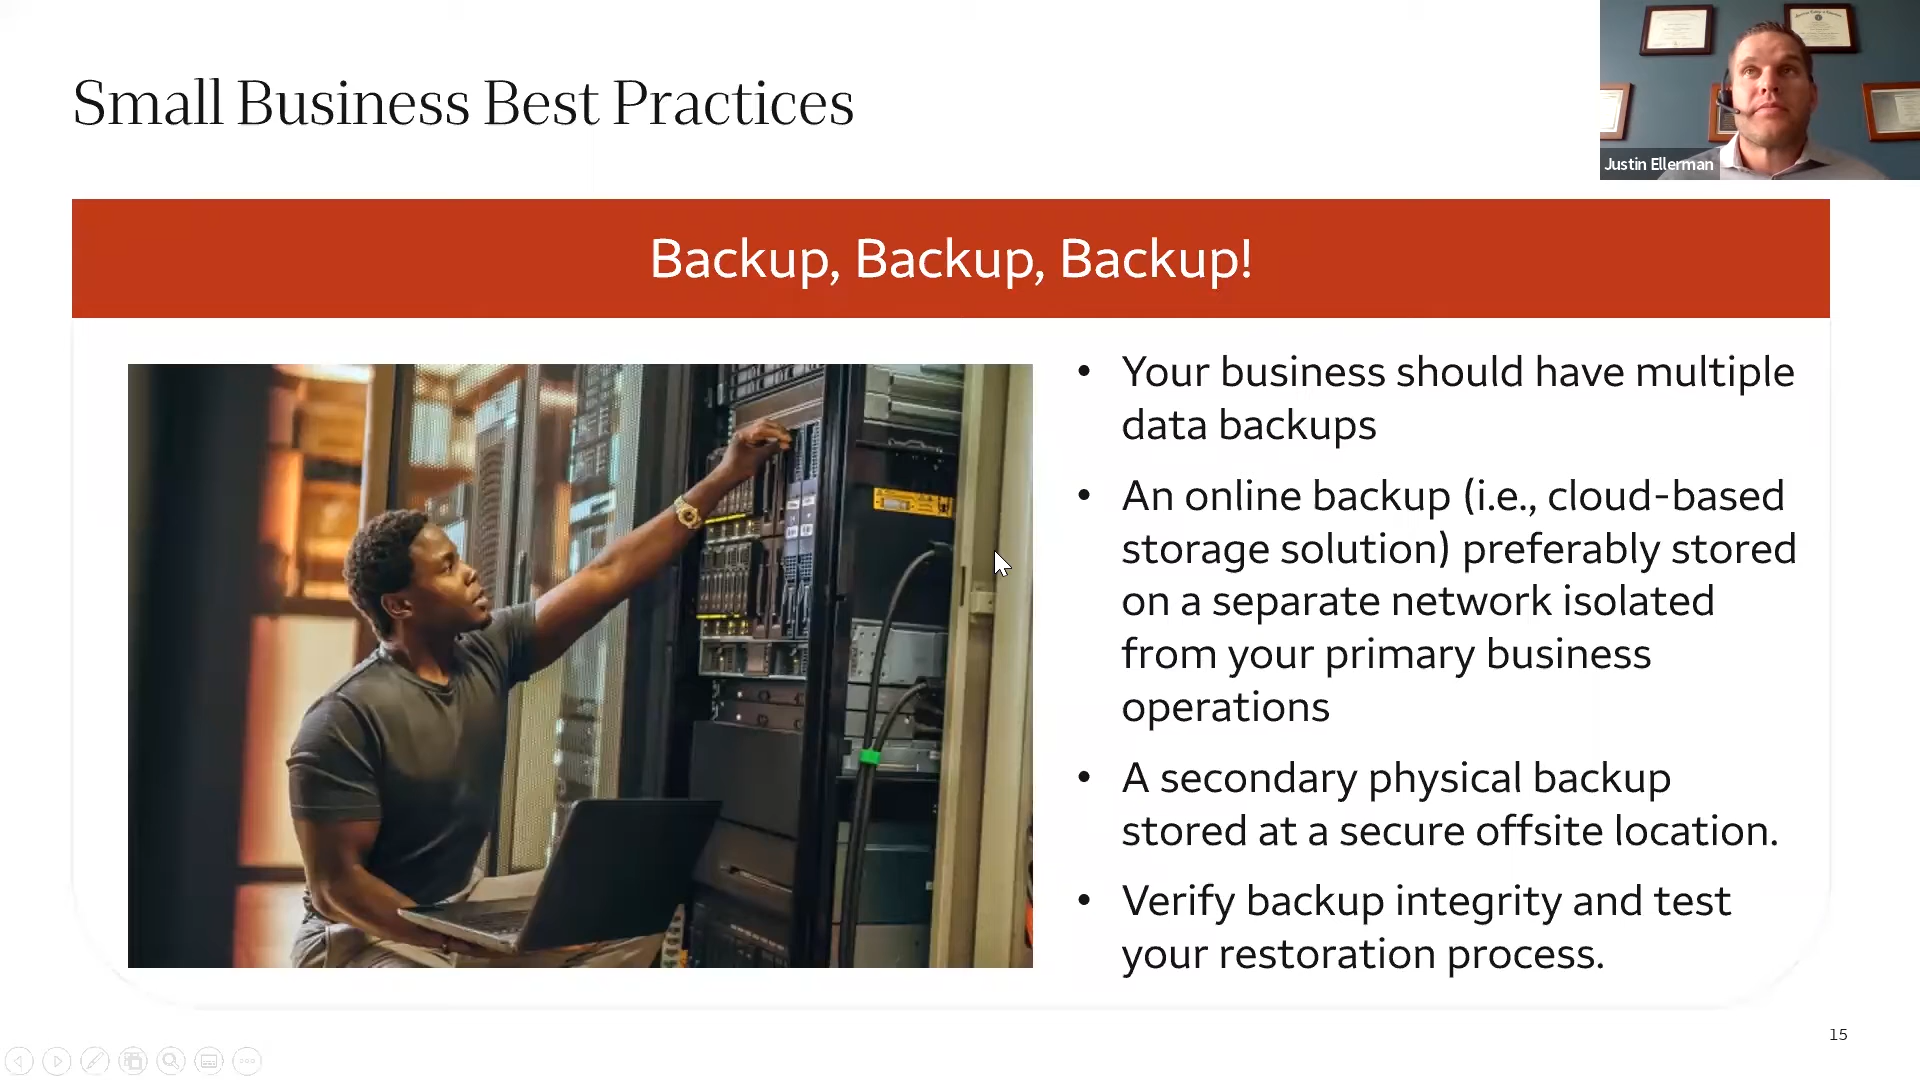 Small Business Best Practices
Justin Ellerman
Backup, Backup, Backup!
• Your business should have multiple
data backups
• An online backup (i.e., cloud-based
storage solution) preferably stored
on a separate network isolated
from your primary business
operations
• A secondary physical backup
stored at a secure offsite location.
• Verify backup integrity and test
your restoration process.
15